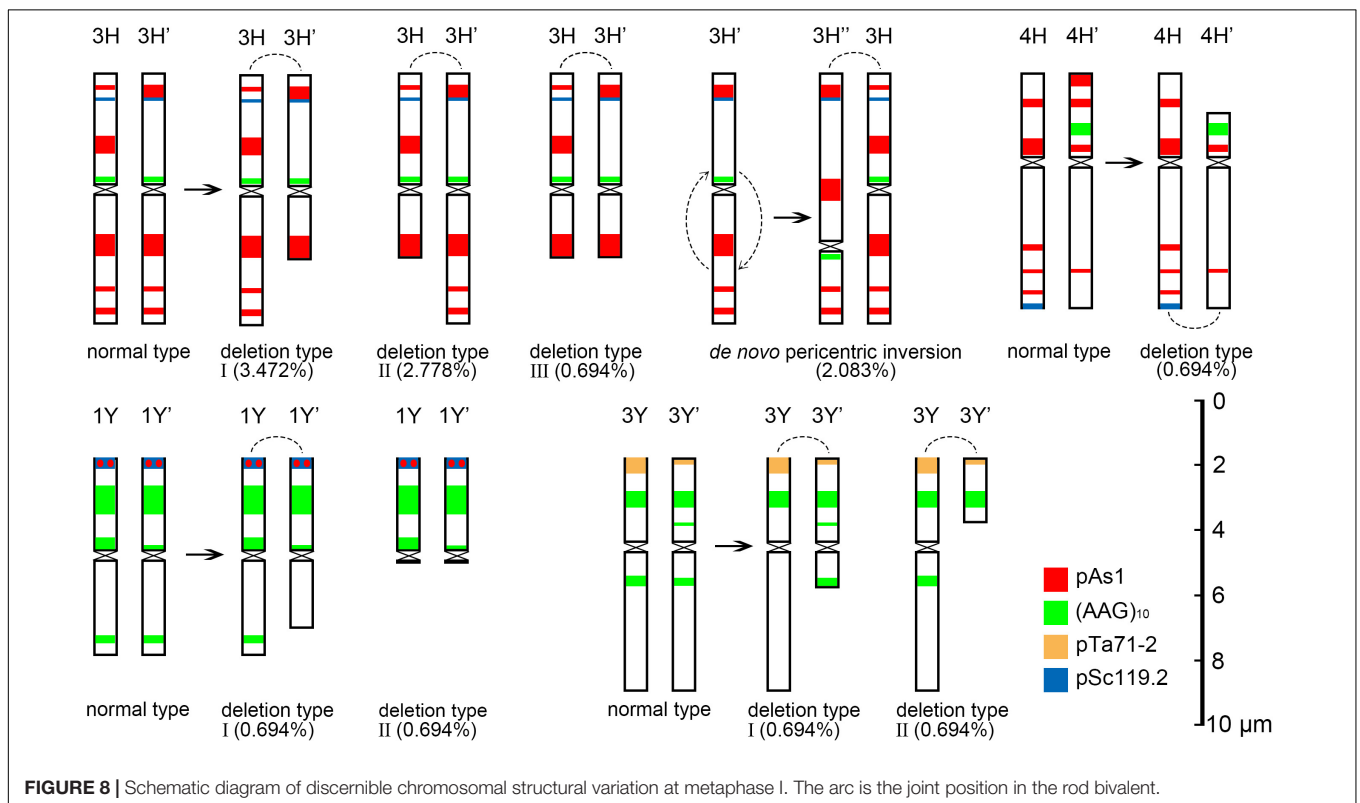 3H 3H’ 3H 3H’ 3H 3H’ 3H 3H’ 3H’ 3H’’ 3H 4H 4H’ 4H 4H’
normal type
deletion type
I (3.472%)
deletion type
II (2.778%)
deletion type
III (0.694%)
de novo pericentric inversion
(2.083%)
normal type
deletion type
(0.694%)
1Y 1Y’ 1Y 1Y’ 1Y 1Y’ 3Y 3Y’ 3Y 3Y’ 3Y 3Y’
normal type
deletion type
I (0.694%)
deletion type
II (0.694%)
normal type
deletion type
I (0.694%)
deletion type
II (0.694%)
pAs1
(AAG)10
pTa71-2
pSc119.2
0
2
4
6
8
10 μm
FIGURE 8 | Schematic diagram of discernible chromosomal structural variation at metaphase I. The arc is the joint position in the rod bivalent.